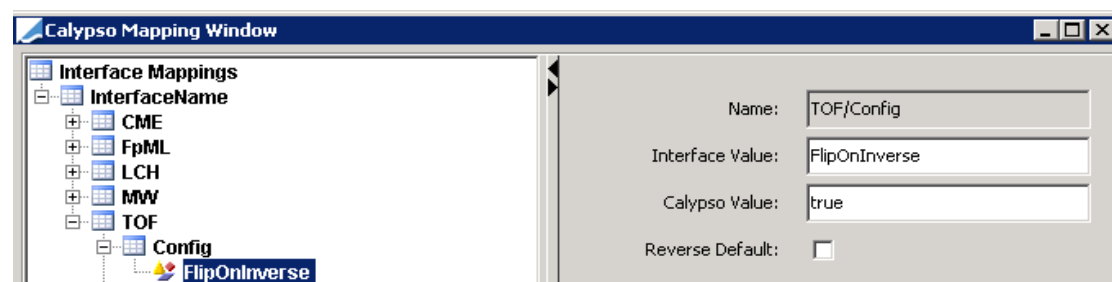 Calypso Mapping Window
Interface Mappings
InterfaceName
CME
FpML
LCH
MW
TOF
Config
FlipOnInverse
Name: TOF/Config
Interface Value: FlipOnInverse
Calypso Value: true
Reverse Default: